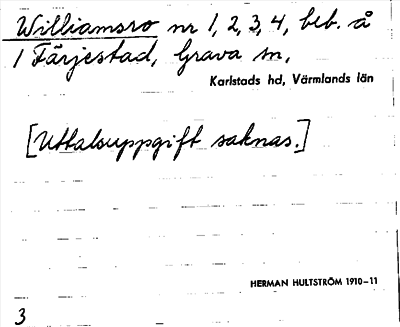 Williamsro nr 1, 2, 3, 4, beb. å
1 Färjestad, Grava sn,
Karlstads hd, Värmlands län
[Uttalsuppgift saknas.]
HERMAN HULTSTRÖM 1910–11
3